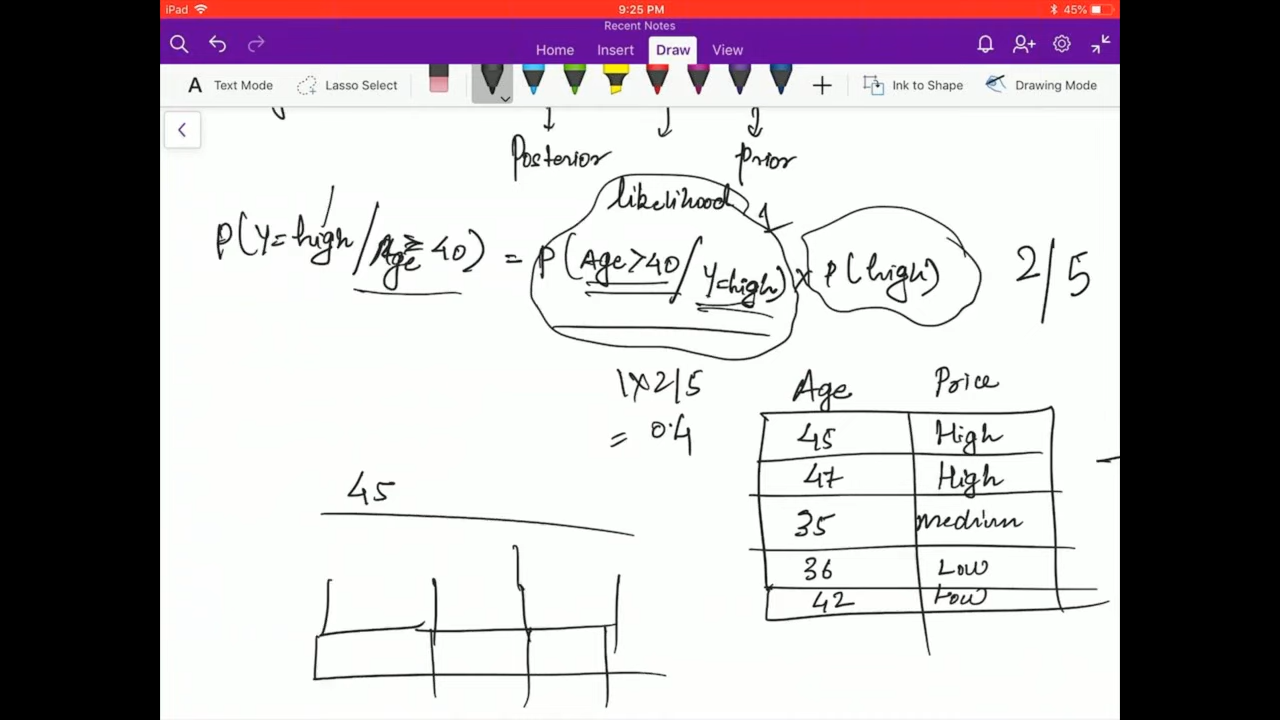 iPad 9:25 PM 45%
Recent Notes
Home Insert Draw View
A Text Mode Lasso Select Ink to Shape Drawing Mode
Posterior Prior
likelihood
P(Y=high/Age≥40) = P(Age>40/Y=high) × P(high) 2/5
1×2/5
= 0.4
Age Price
45 High
47 High
35 medium
36 Low
42 Low
45